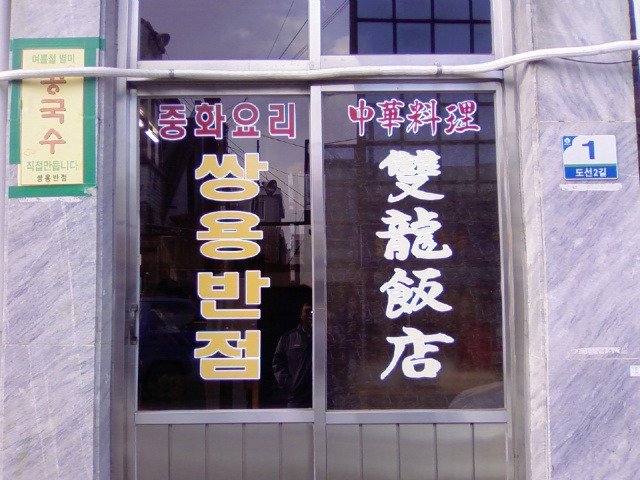 여름철 별미
콩국수
직접만듭니다
쌍룡반점
중화요리
쌍용반점
中華料理
雙龍飯店
1
도선2길